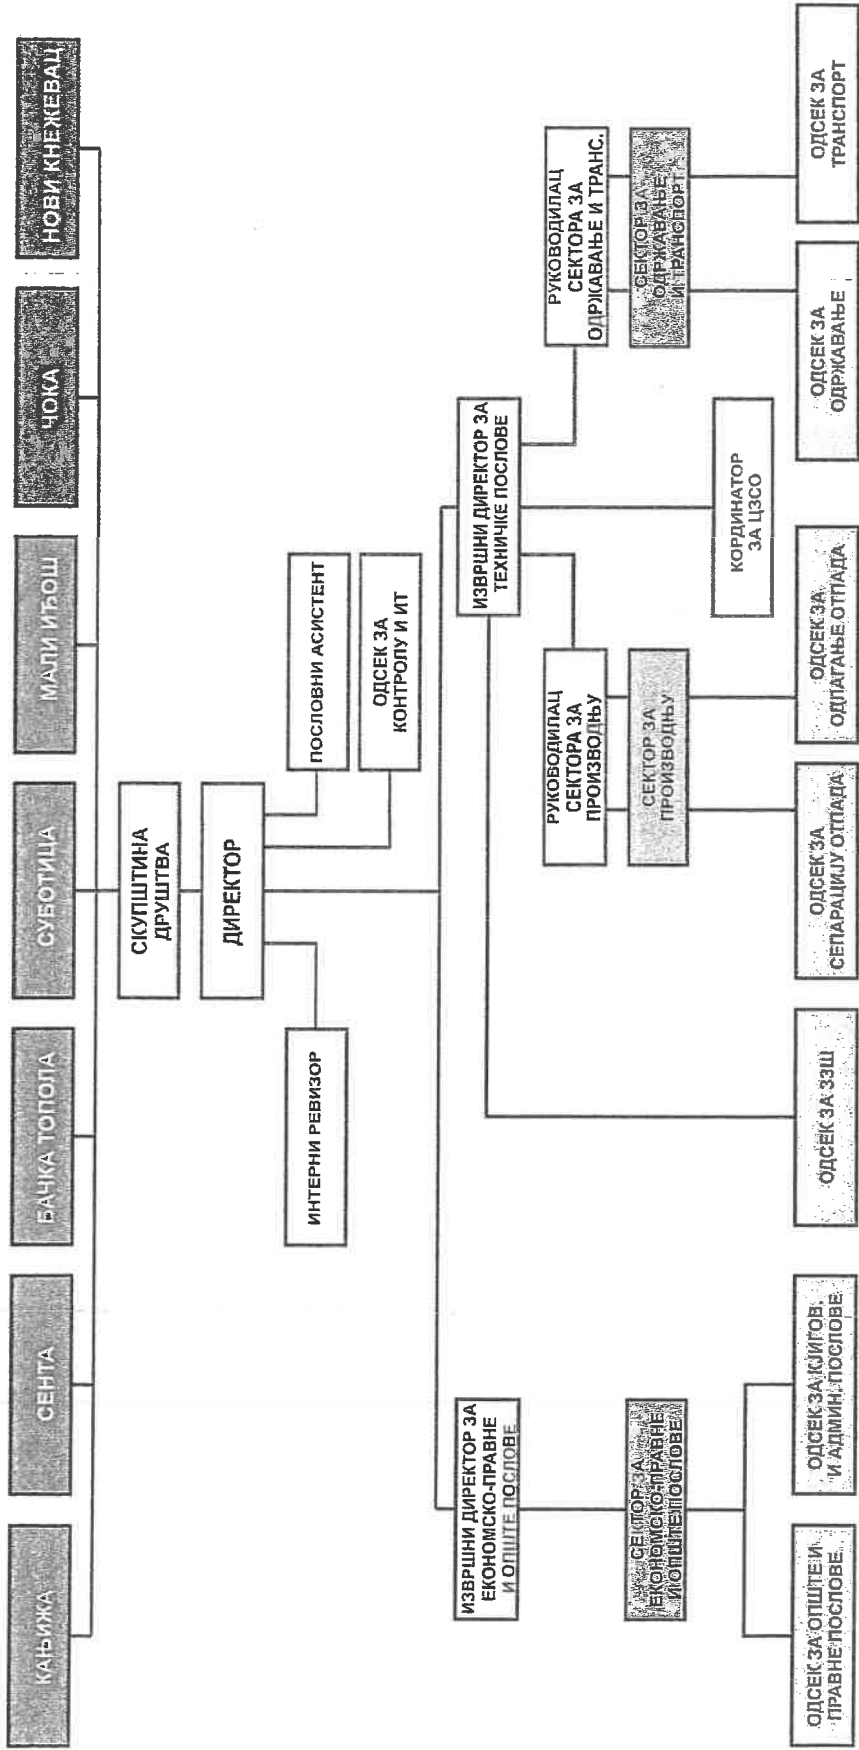 КАЊИЖА
СЕНТА
БАЧКА ТОПОЛА
СУБОТИЦА
МАЛИ ИЂОШ
ЧОКА
НОВИ КНЕЖЕВАЦ
СКУПШТИНА
ДРУШТВА
ДИРЕКТОР
ИНТЕРНИ РЕВИЗОР
ПОСЛОВНИ АСИСТЕНТ
ОДСЕК ЗА
КОНТРОЛУ И ИТ
ИЗВРШНИ ДИРЕКТОР ЗА
ЕКОНОМСКО-ПРАВНЕ
И ОПШТЕ ПОСЛОВЕ
ИЗВРШНИ ДИРЕКТОР ЗА
ТЕХНИЧКЕ ПОСЛОВЕ
РУКОВОДИЛАЦ
СЕКТОРА ЗА
ПРОИЗВОДЊУ
РУКОВОДИЛАЦ
СЕКТОРА ЗА
ОДРЖАВАЊЕ И ТРАНС.
СЕКТОР ЗА
ЕКОНОМСКО-ПРАВНЕ
И ОПШТЕ ПОСЛОВЕ
СЕКТОР ЗА
ПРОИЗВОДЊУ
СЕКТОР ЗА
ОДРЖАВАЊЕ
И ТРАНСПОРТ
КОРДИНАТОР
ЗА ЦЗСО
ОДСЕК ЗА ОПШТЕ И
ПРАВНЕ ПОСЛОВЕ
ОДСЕК ЗА КЈИГОВ.
И АДМИН. ПОСЛОВЕ
ОДСЕК ЗА ЗЗШ
ОДСЕК ЗА
СЕПАРАЦИЈУ ОТПАДА
ОДСЕК ЗА
ОДЛАГАЊЕ ОТПАДА
ОДСЕК ЗА
ОДРЖАВАЊЕ
ОДСЕК ЗА
ТРАНСПОРТ